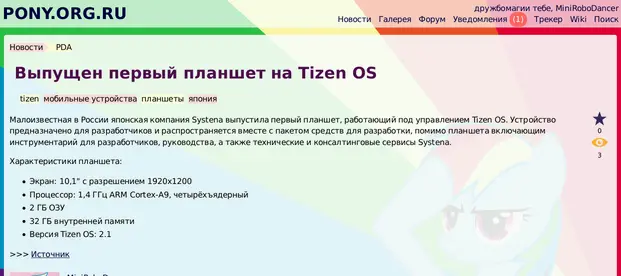 PONY.ORG.RU
дружбомагии тебе, MiniRoboDancer
Новости Галерея Форум Уведомления (1) Трекер Wiki Поиск
Новости PDA
Выпущен первый планшет на Tizen OS
tizen мобильные устройства планшеты япония
Малоизвестная в России японская компания Systena выпустила первый планшет, работающий под управлением Tizen OS. Устройство
предназначено для разработчиков и распространяется вместе с пакетом средств для разработки, помимо планшета включающим
инструментарий для разработчиков, руководства, а также технические и консалтинговые сервисы Systena.
0
3
Характеристики планшета:
• Экран: 10,1" с разрешением 1920x1200
• Процессор: 1,4 ГГц ARM Cortex-A9, четырёхъядерный
• 2 ГБ ОЗУ
• 32 ГБ внутренней памяти
• Версия Tizen OS: 2.1
>>> Источник